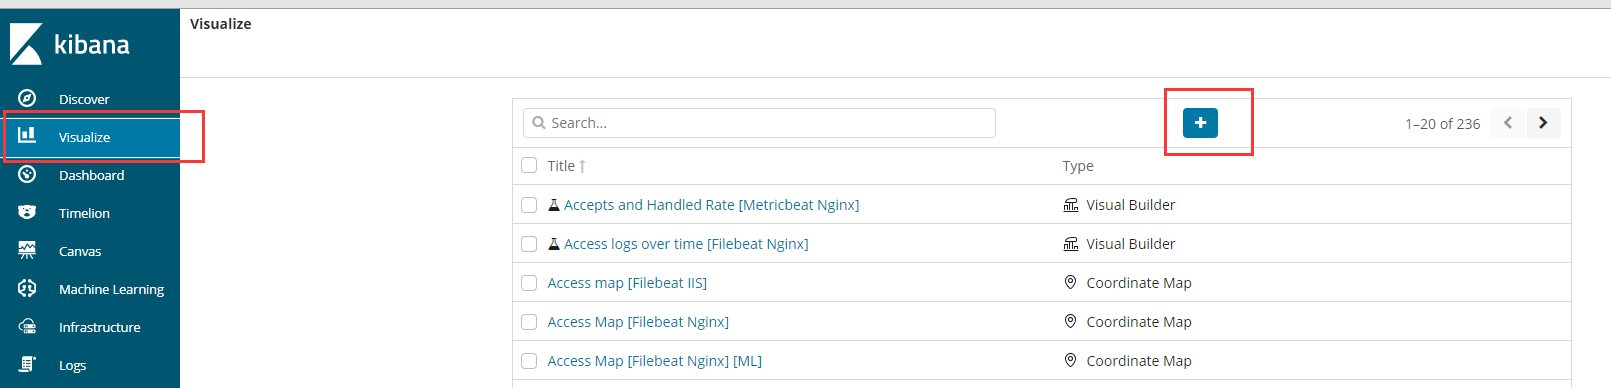 Visualize
kibana
Discover
Visualize
Dashboard
Timelion
Canvas
Machine Learning
Infrastructure
Logs
Search...
1–20 of 236
Title Type
Accepts and Handled Rate [Metricbeat Nginx] Visual Builder
Access logs over time [Filebeat Nginx] Visual Builder
Access map [Filebeat IIS] Coordinate Map
Access Map [Filebeat Nginx] Coordinate Map
Access Map [Filebeat Nginx] [ML] Coordinate Map